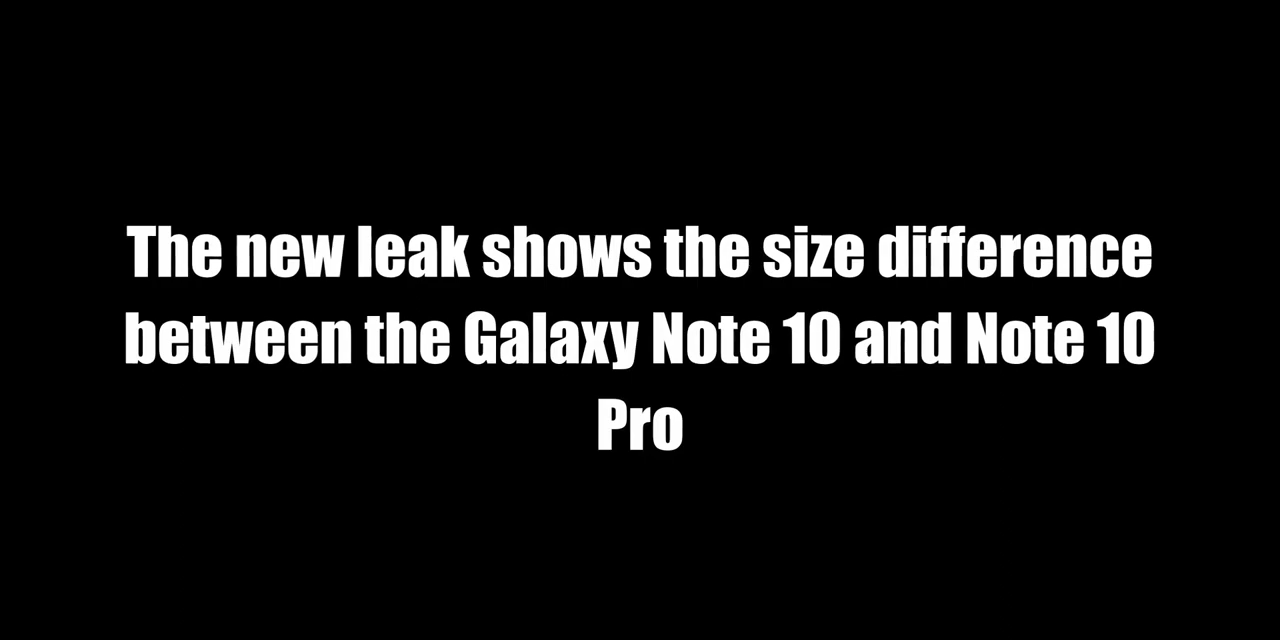 The new leak shows the size difference
between the Galaxy Note 10 and Note 10
Pro